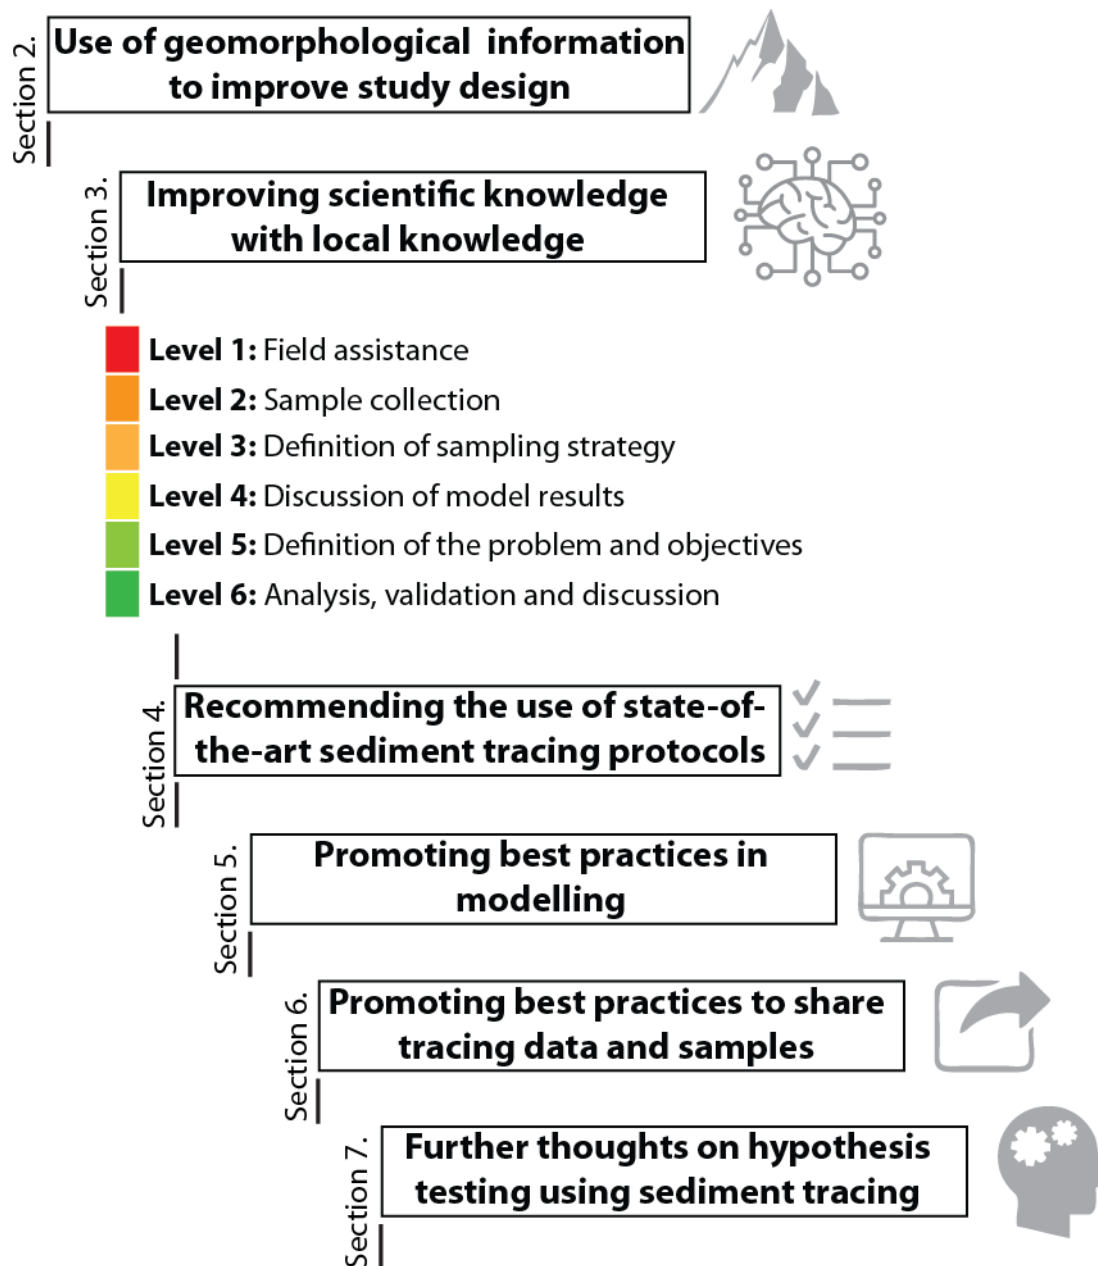 Section 2.
Use of geomorphological information
to improve study design
Section 3.
Improving scientific knowledge
with local knowledge
Level 1: Field assistance
Level 2: Sample collection
Level 3: Definition of sampling strategy
Level 4: Discussion of model results
Level 5: Definition of the problem and objectives
Level 6: Analysis, validation and discussion
Section 4.
Recommending the use of state-of-
the-art sediment tracing protocols
Section 5.
Promoting best practices in
modelling
Section 6.
Promoting best practices to share
tracing data and samples
Section 7.
Further thoughts on hypothesis
testing using sediment tracing